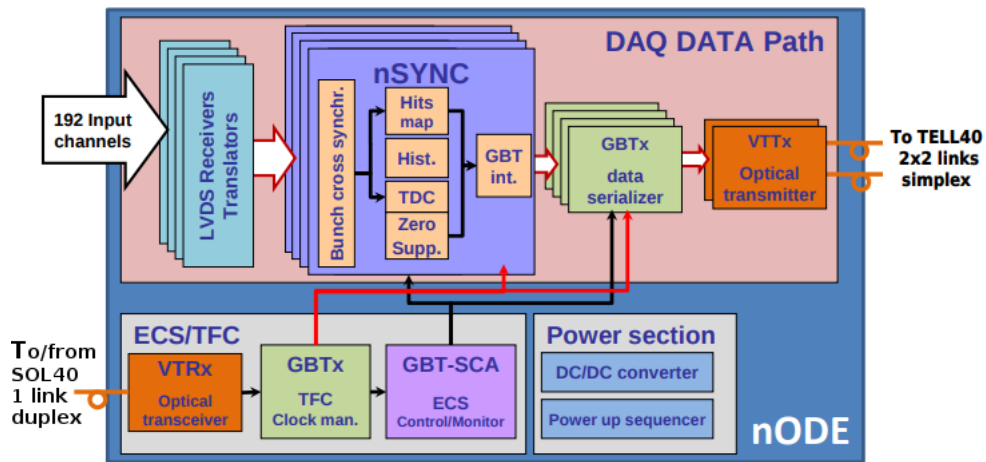 DAQ DATA Path
192 Input
channels
LVDS Receivers
Translators
nSYNC
Bunch cross synchr.
Hits
map
Hist.
TDC
Zero
Supp.
GBT
int.
GBTx
data
serializer
VTTx
Optical
transmitter
To TELL40
2x2 links
simplex
To/from
SOL40
1 link
duplex
ECS/TFC
VTRx
Optical
transceiver
GBTx
TFC
Clock man.
GBT-SCA
ECS
Control/Monitor
Power section
DC/DC converter
Power up sequencer
nODE